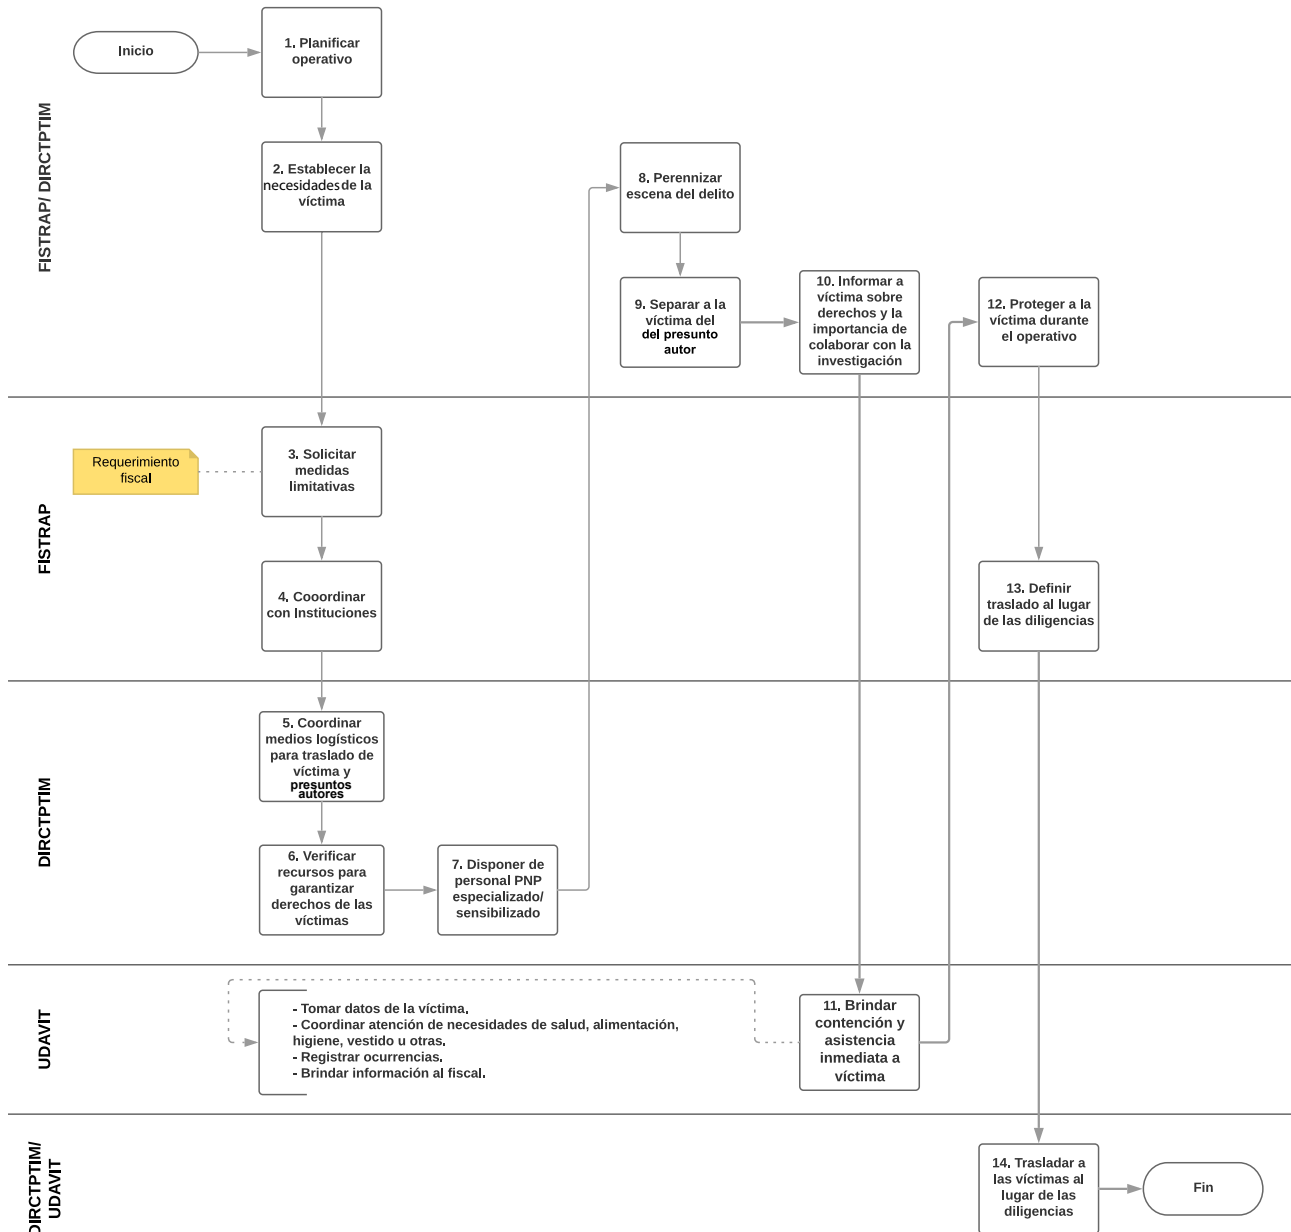 FISTRAP/ DIRCTPTIM
Inicio
1. Planificar
operativo
2. Establecer la
necesidades de la
víctima
8. Perennizar
escena del delito
9. Separar a la
víctima del
del presunto
autor
10. Informar a
víctima sobre
derechos y la
importancia de
colaborar con la
investigación
12. Proteger a la
víctima durante
el operativo
FISTRAP
Requerimiento
fiscal
3. Solicitar
medidas
limitativas
4. Cooordinar
con Instituciones
13. Definir
traslado al lugar
de las diligencias
DIRCTPTIM
5. Coordinar
medios logísticos
para traslado de
víctima y
presuntos
autores
6. Verificar
recursos para
garantizar
derechos de las
víctimas
7. Disponer de
personal PNP
especializado/
sensibilizado
UDAVIT
- Tomar datos de la víctima.
- Coordinar atención de necesidades de salud, alimentación,
higiene, vestido u otras.
- Registrar ocurrencias.
- Brindar información al fiscal.
11. Brindar
contención y
asistencia
inmediata a
víctima
DIRCTPTIM/
UDAVIT
14. Trasladar a
las víctimas al
lugar de las
diligencias
Fin